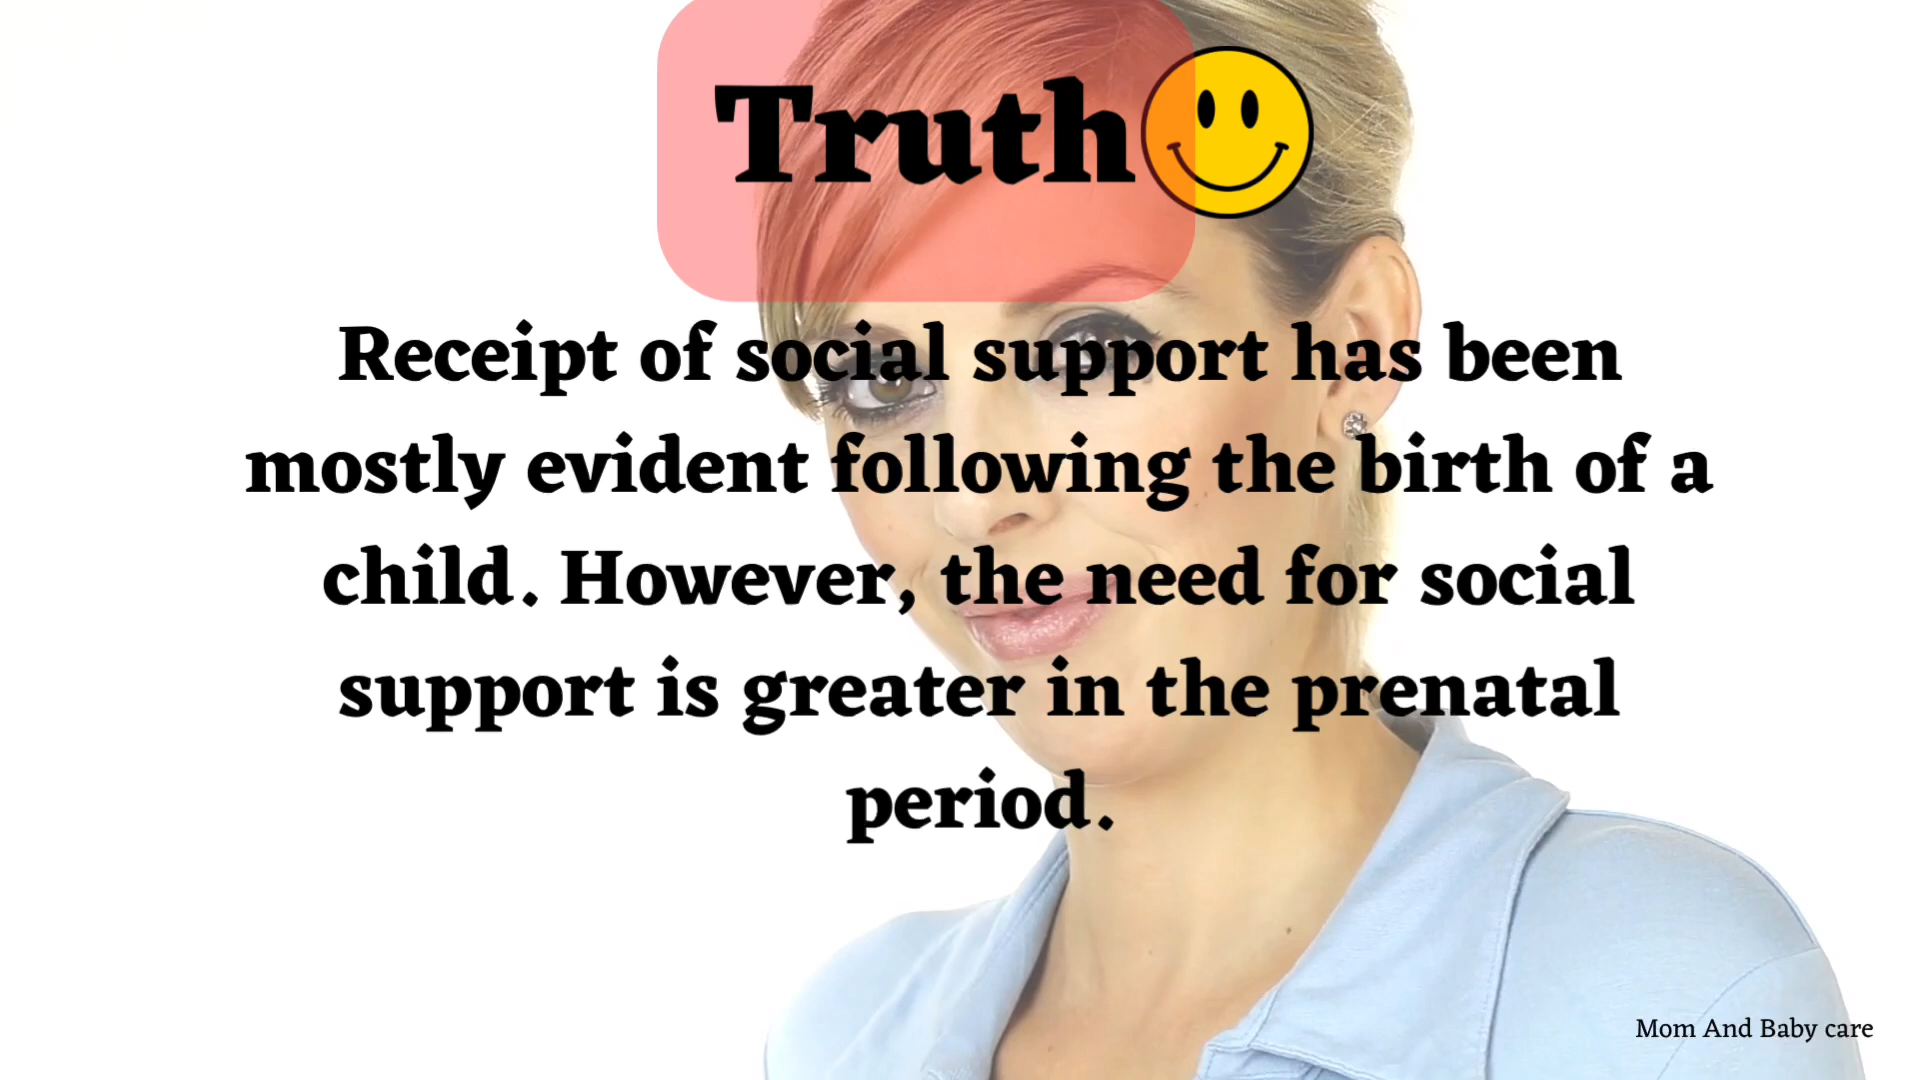 Truth
Receipt of social support has been
mostly evident following the birth of a
child. However, the need for social
support is greater in the prenatal
period.
Mom And Baby care